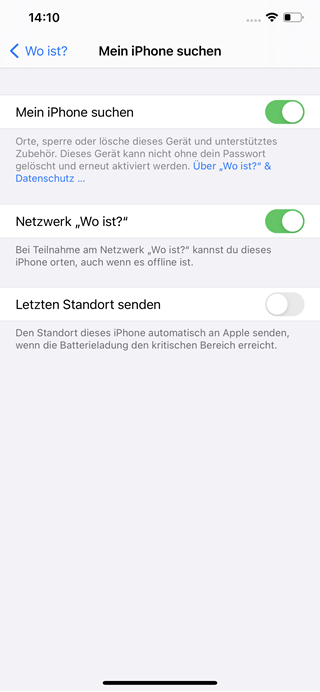 14:10
Wo ist?
Mein iPhone suchen
Mein iPhone suchen
Orte, sperre oder lösche dieses Gerät und unterstütztes
Zubehör. Dieses Gerät kann nicht ohne dein Passwort
gelöscht und erneut aktiviert werden. Über „Wo ist?“ &
Datenschutz ...
Netzwerk „Wo ist?“
Bei Teilnahme am Netzwerk „Wo ist?“ kannst du dieses
iPhone orten, auch wenn es offline ist.
Letzten Standort senden
Den Standort dieses iPhone automatisch an Apple senden,
wenn die Batterieladung den kritischen Bereich erreicht.